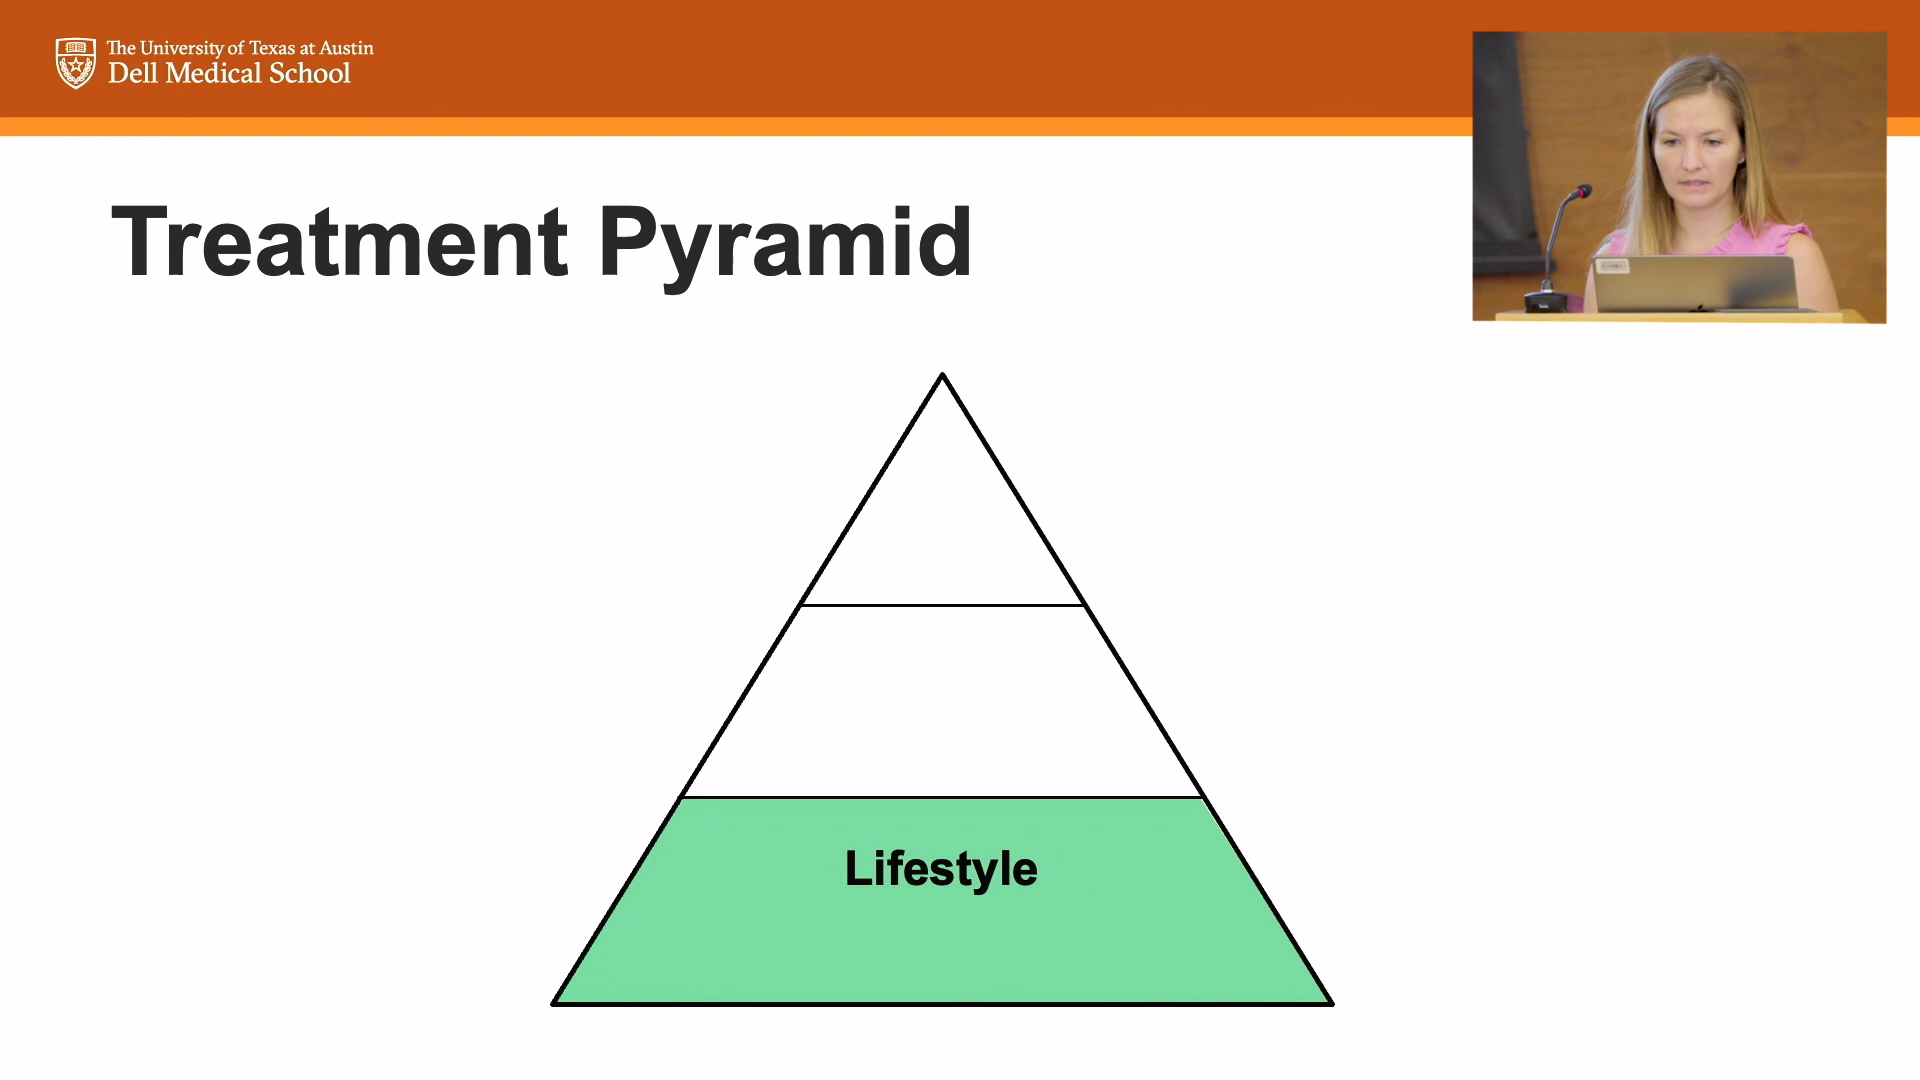 The University of Texas at Austin
Dell Medical School
Treatment Pyramid
Lifestyle